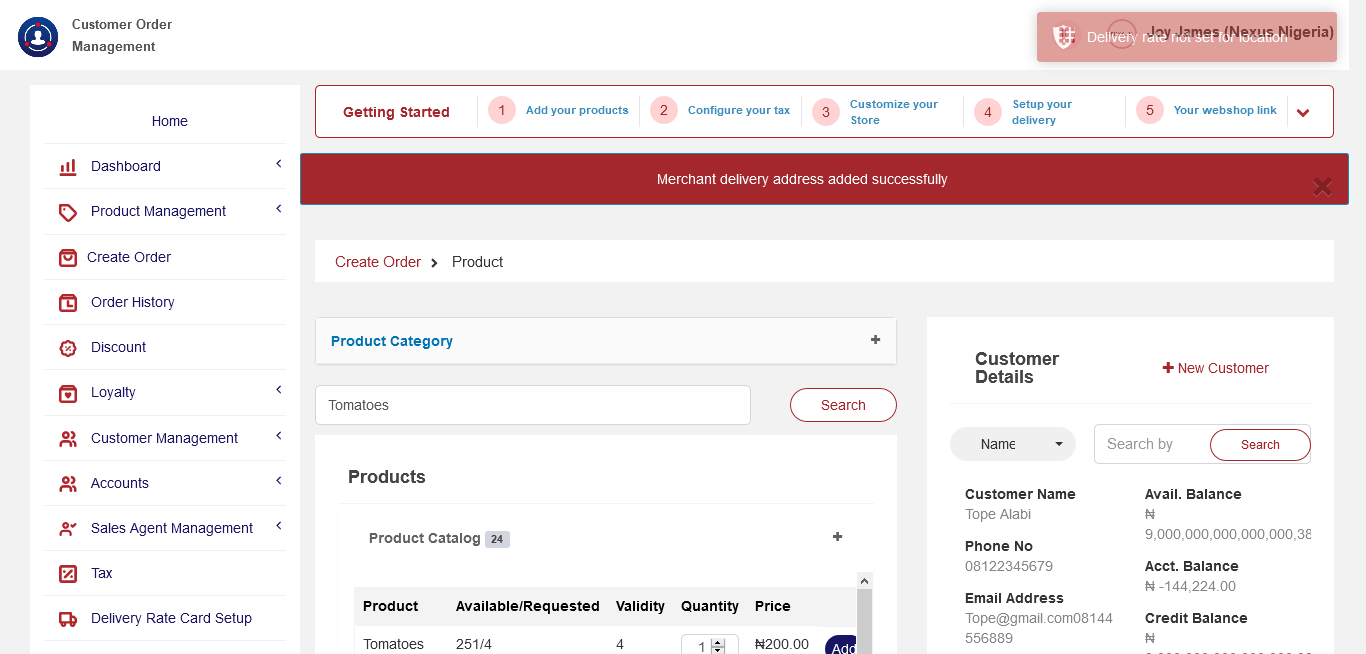 Customer Order
Management
Joy James (Nexus Nigeria)
Delivery rate not set for location
Home
Dashboard
Product Management
Create Order
Order History
Discount
Loyalty
Customer Management
Accounts
Sales Agent Management
Tax
Delivery Rate Card Setup
Getting Started
1 Add your products
2 Configure your tax
3 Customize your
Store
4 Setup your
delivery
5 Your webshop link
Merchant delivery address added successfully
Create Order Product
Product Category
Tomatoes Search
Products
Product Catalog 24
Product Available/Requested Validity Quantity Price
Tomatoes 251/4 4 1 ₦200.00 Add
Customer
Details
New Customer
Name Search by Search
Customer Name
Tope Alabi
Phone No
08122345679
Email Address
Tope@gmail.com08144
556889
Avail. Balance
₦
9,000,000,000,000,000,38
Acct. Balance
₦ -144,224.00
Credit Balance
₦